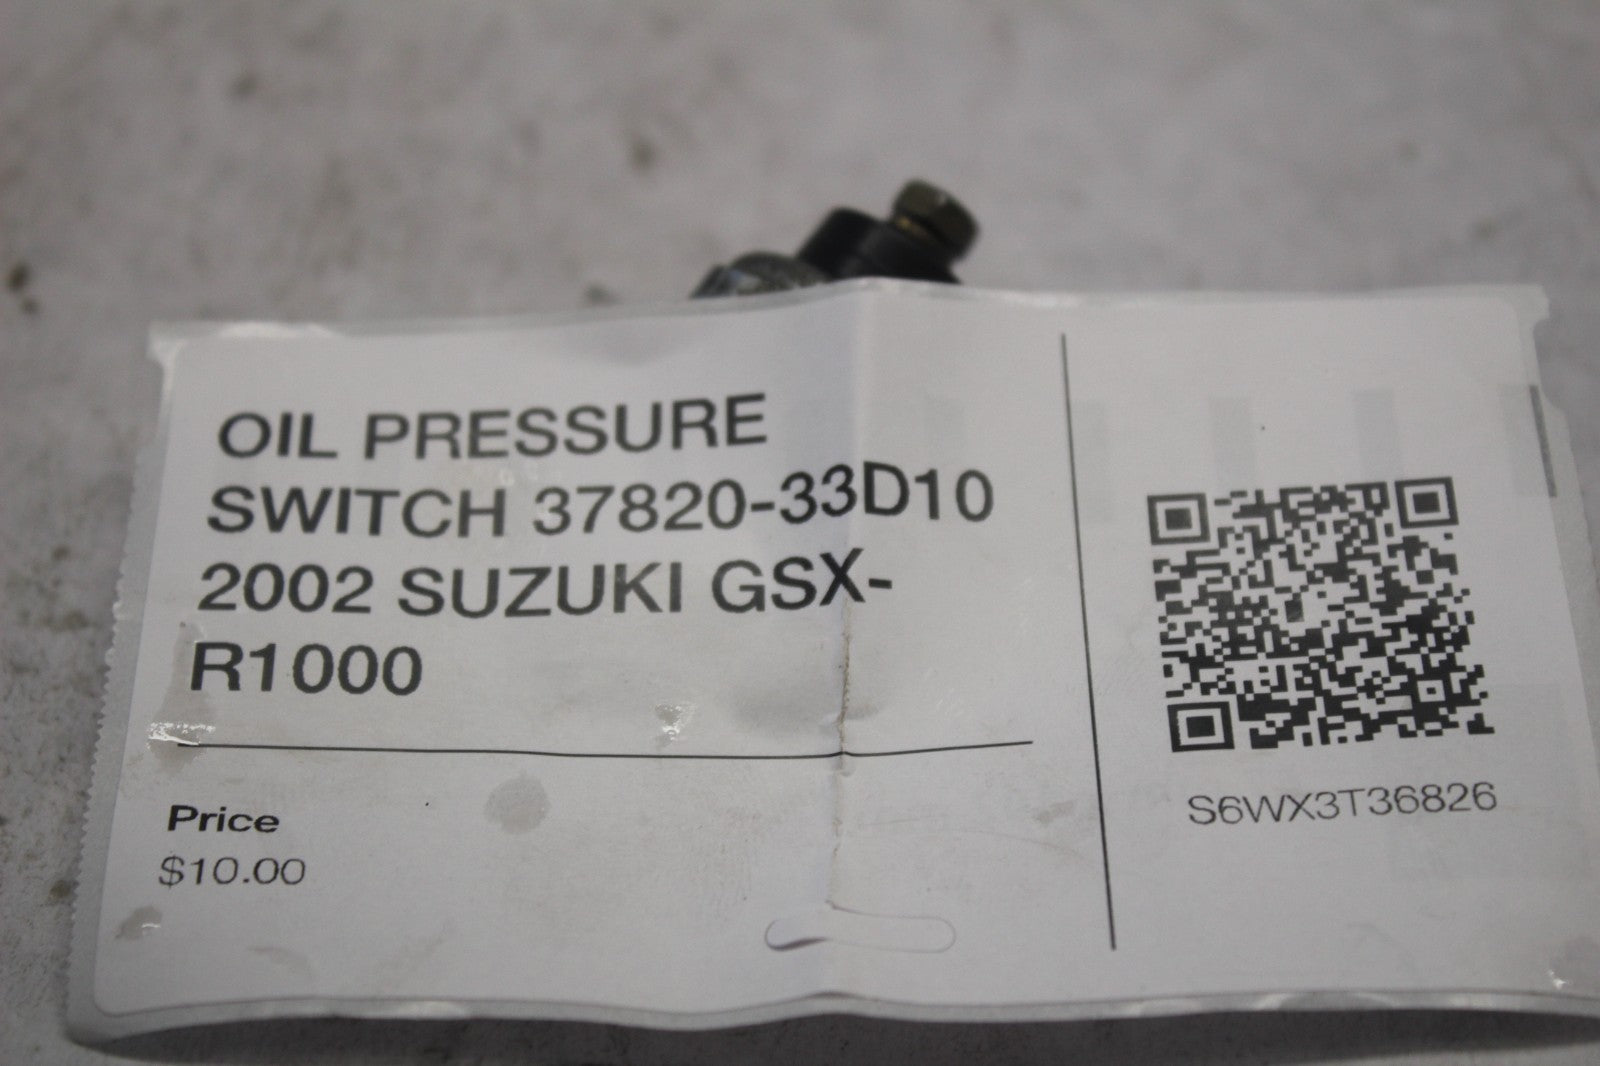 OIL PRESSURE
SWITCH 37820-33D10
2002 SUZUKI GSX-
R1000
Price
$10.00
S6WX3T36826